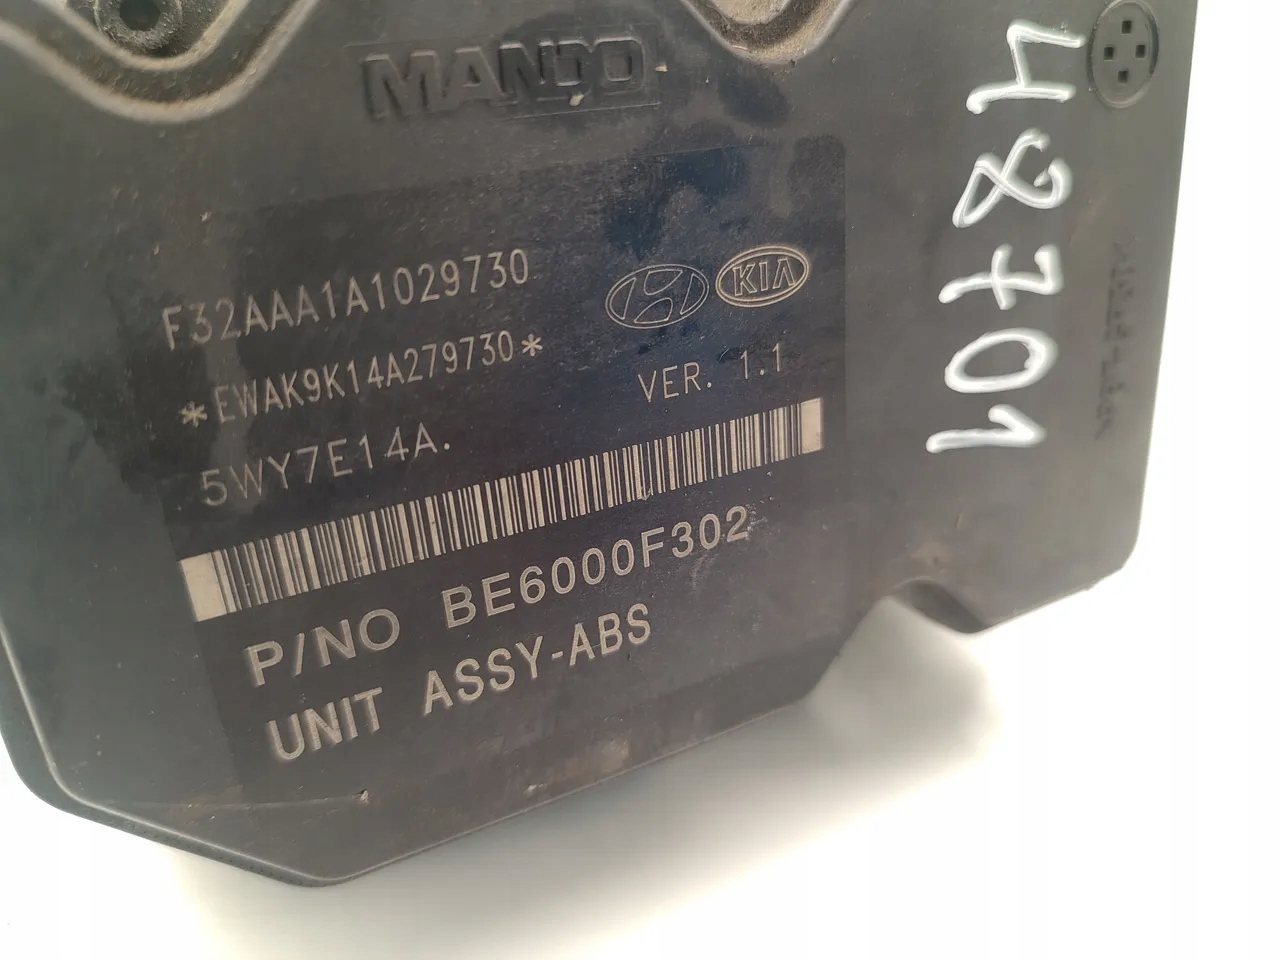 MANDO
F32AAA1A1029730
*EWAK9K14A279730*
5WY7E14A.
KIA
VER. 1.1
P/NO BE6000F302
UNIT ASSY-ABS
48701